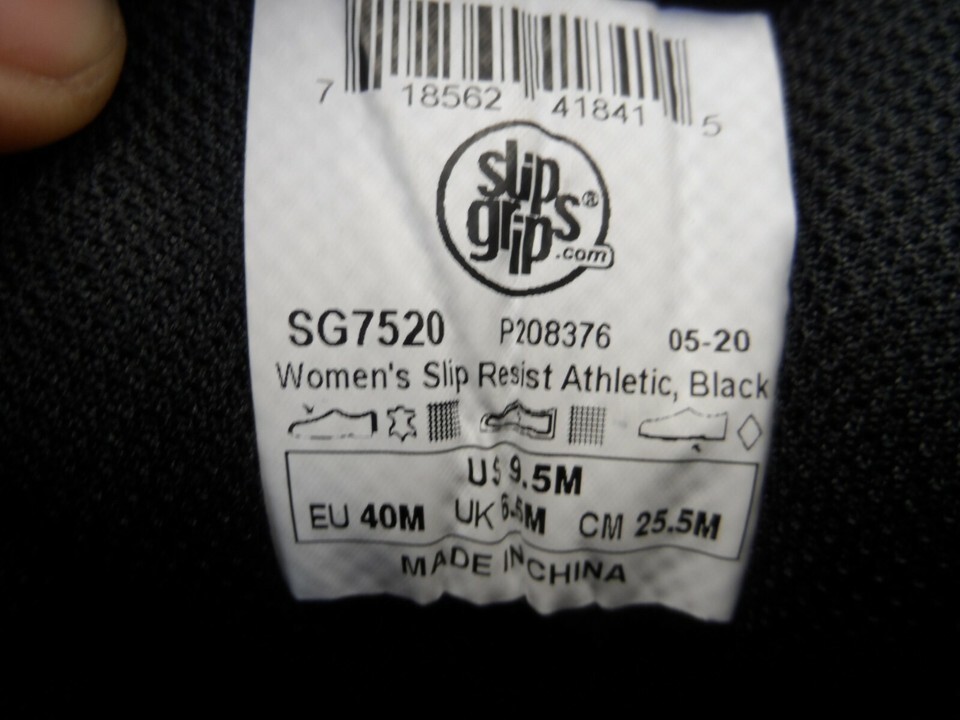 7 18562 41841 5
slip
grips®
.com
SG7520 P208376 05-20
Women's Slip Resist Athletic, Black
US 9.5M
EU 40M UK 6.5M CM 25.5M
MADE IN CHINA